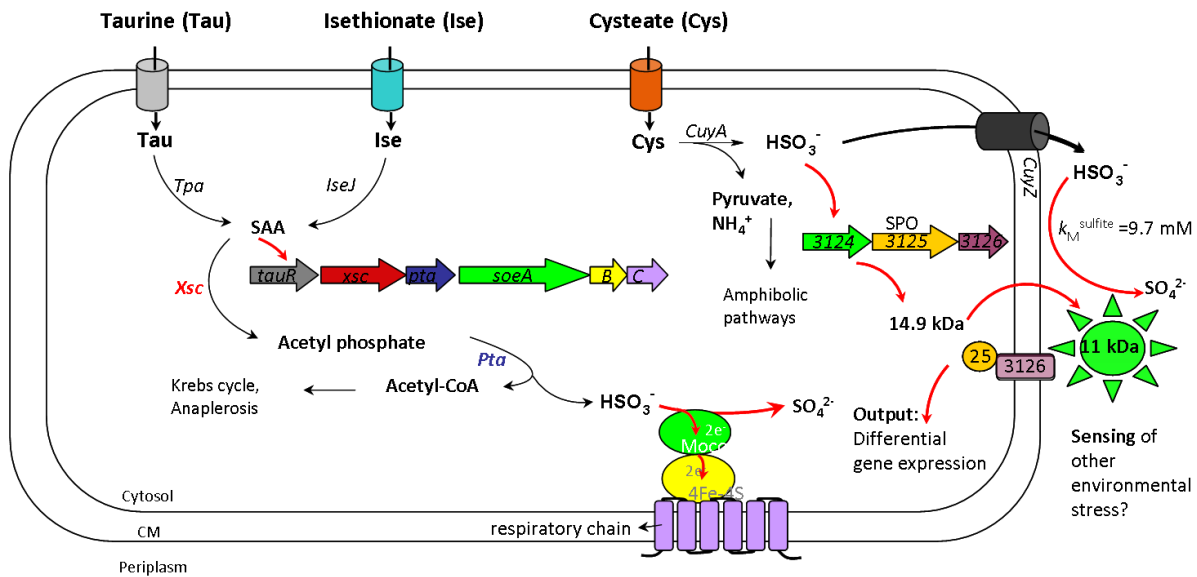 Taurine (Tau)
Isethionate (Ise)
Cysteate (Cys)
Tau
Ise
Cys
CuyA
HSO₃⁻
CuyZ
HSO₃⁻
Tpa
IseJ
Pyruvate,
NH₄⁺
SAA
SPO
3124
3125
3126
kM^sulfite =9.7 mM
tauR
xsc
pta
soeA
B
C
Xsc
Amphibolic
pathways
SO₄²⁻
14.9 kDa
11 kDa
Acetyl phosphate
Pta
25
3126
Krebs cycle,
Anaplerosis
Acetyl-CoA
HSO₃⁻
SO₄²⁻
Output:
Differential
gene expression
2e⁻
Moco
2e⁻
4Fe-4S
Sensing of
other
environmental
stress?
Cytosol
CM
respiratory chain
Periplasm